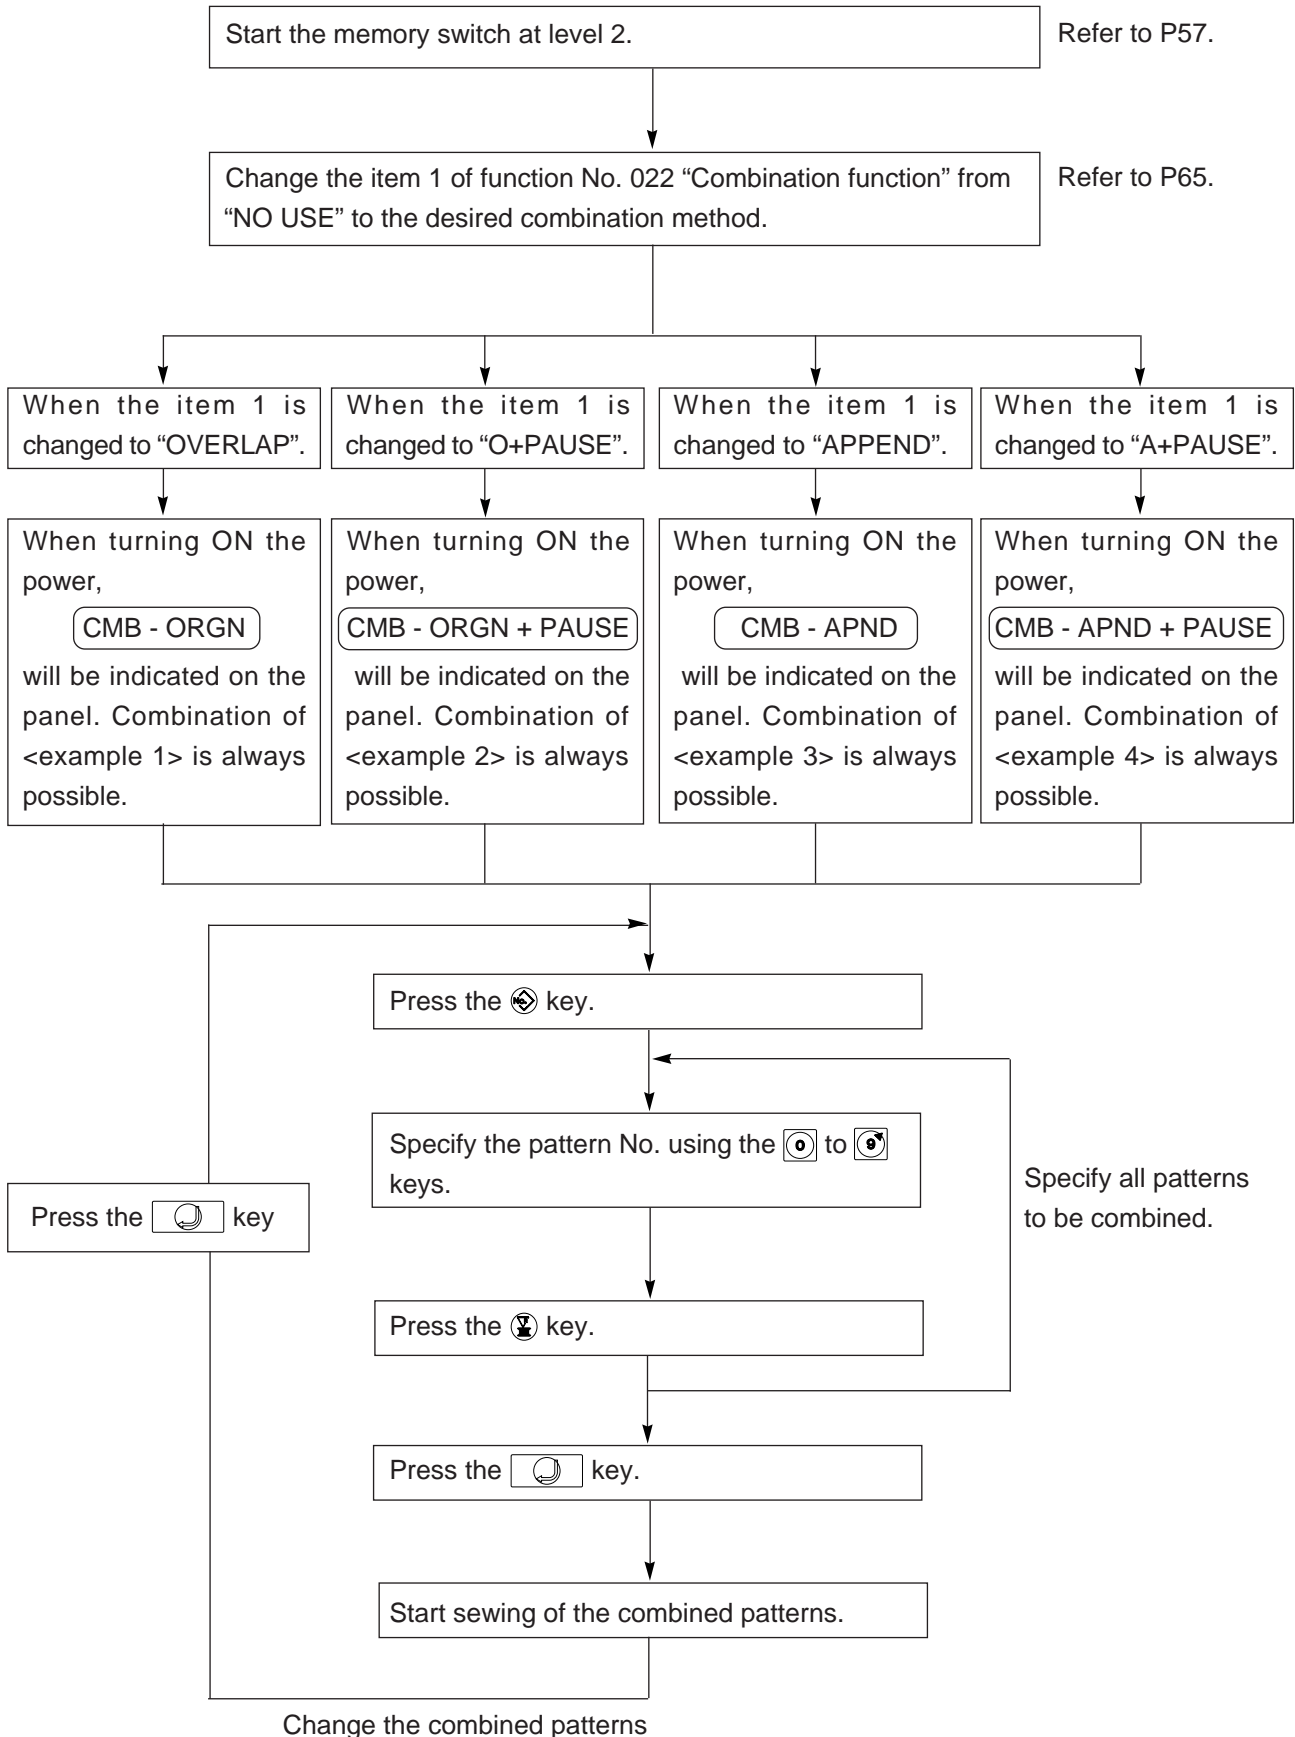 Start the memory switch at level 2.
Refer to P57.
Change the item 1 of function No. 022 “Combination function” from
“NO USE” to the desired combination method.
Refer to P65.
When the item 1 is
changed to “OVERLAP”.
When the item 1 is
changed to “O+PAUSE”.
When the item 1 is
changed to “APPEND”.
When the item 1 is
changed to “A+PAUSE”.
When turning ON the
power,
CMB - ORGN
will be indicated on the
panel. Combination of
<example 1> is always
possible.
When turning ON the
power,
CMB - ORGN + PAUSE
will be indicated on the
panel. Combination of
<example 2> is always
possible.
When turning ON the
power,
CMB - APND
will be indicated on the
panel. Combination of
<example 3> is always
possible.
When turning ON the
power,
CMB - APND + PAUSE
will be indicated on the
panel. Combination of
<example 4> is always
possible.
Press the No. key.
Specify the pattern No. using the 0 to 9
keys.
Specify all patterns
to be combined.
Press the key
Press the key.
Press the key.
Start sewing of the combined patterns.
Change the combined patterns